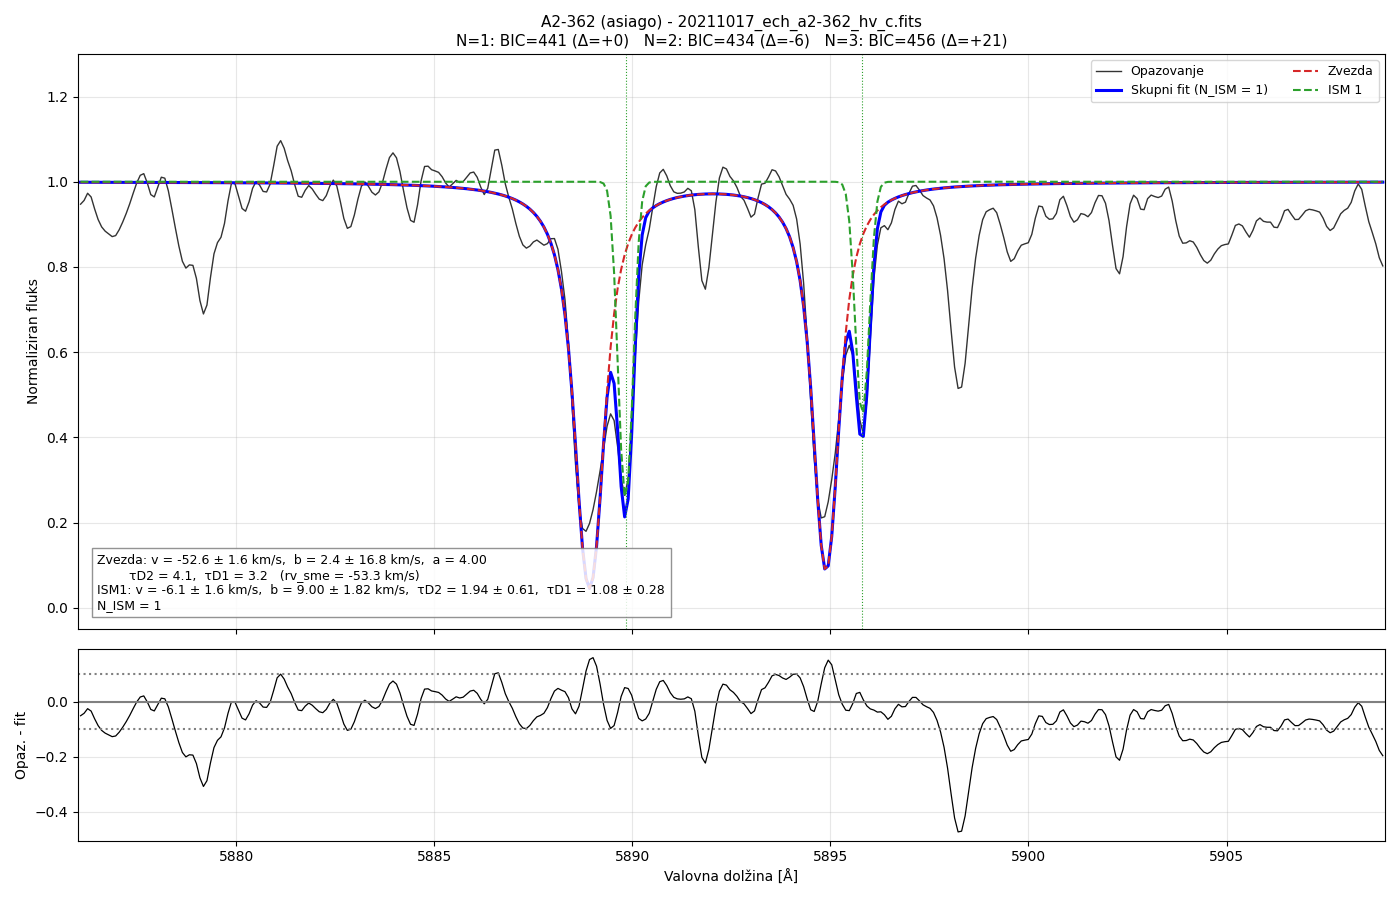 A2-362 (asiago) - 20211017_ech_a2-362_hv_c.fits
N=1: BIC=441 (Δ=+0)   N=2: BIC=434 (Δ=-6)   N=3: BIC=456 (Δ=+21)
Opazovanje
Skupni fit (N_ISM = 1)
Zvezda
ISM 1
Normaliziran fluks
1.2
1.0
0.8
0.6
0.4
0.2
0.0
Zvezda: v = -52.6 ± 1.6 km/s,  b = 2.4 ± 16.8 km/s,  a = 4.00
τD2 = 4.1,  τD1 = 3.2   (rv_sme = -53.3 km/s)
ISM1: v = -6.1 ± 1.6 km/s,  b = 9.00 ± 1.82 km/s,  τD2 = 1.94 ± 0.61,  τD1 = 1.08 ± 0.28
N_ISM = 1
Opaz. - fit
0.0
−0.2
−0.4
5880
5885
5890
5895
5900
5905
Valovna dolžina [Å]